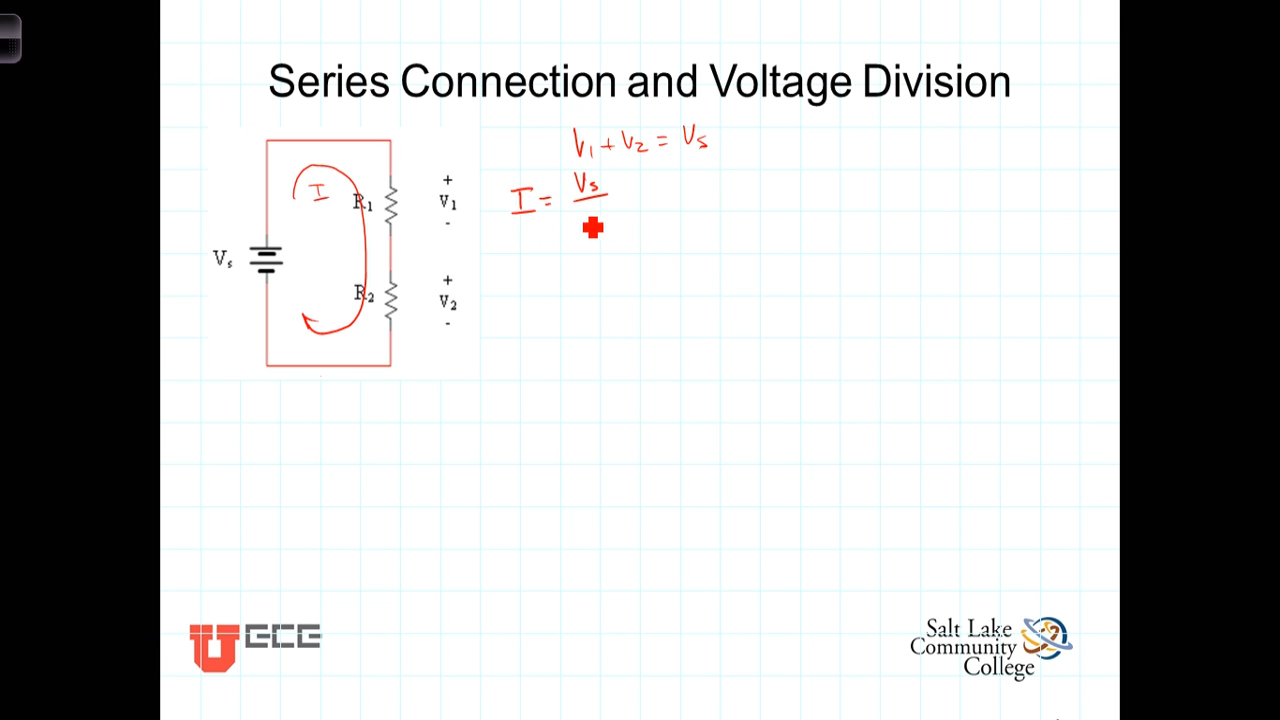 Series Connection and Voltage Division
V1 + V2 = Vs
I = Vs
I
R1
+
V1
-
Vs
R2
+
V2
-
U ECE
Salt Lake
Community
College